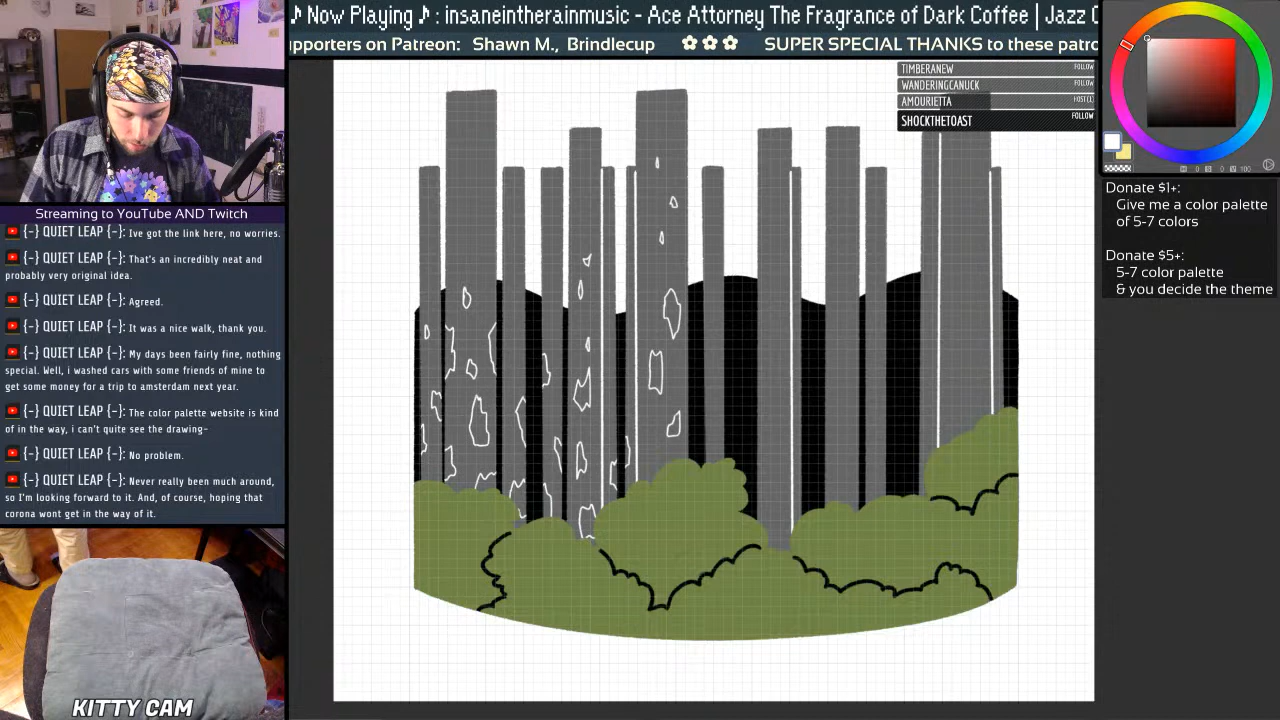 ♪ Now Playing ♪ : insaneintherainmusic - Ace Attorney The Fragrance of Dark Coffee | Jazz C
upporters on Patreon: Shawn M., Brindlecup ✿ ✿ ✿ SUPER SPECIAL THANKS to these patro
TIMBERANEW FOLLOW
WANDERINGCANUCK FOLLOW
AMOURIETTA HOST(1)
SHOCKTHETOAST FOLLOW
Streaming to YouTube AND Twitch
{-} QUIET LEAP {-}: Ive got the link here, no worries.
{-} QUIET LEAP {-}: That's an incredibly neat and
probably very original idea.
{-} QUIET LEAP {-}: Agreed.
{-} QUIET LEAP {-}: It was a nice walk, thank you.
{-} QUIET LEAP {-}: My days been fairly fine, nothing
special. Well, i washed cars with some friends of mine to
get some money for a trip to amsterdam next year.
{-} QUIET LEAP {-}: The color palette website is kind
of in the way, i can't quite see the drawing-
{-} QUIET LEAP {-}: No problem.
{-} QUIET LEAP {-}: Never really been much around,
so I'm looking forward to it. And, of course, hoping that
corona wont get in the way of it.
KITTY CAM
H 0 S 0 V 100
Donate $1+:
Give me a color palette
of 5-7 colors
Donate $5+:
5-7 color palette
& you decide the theme